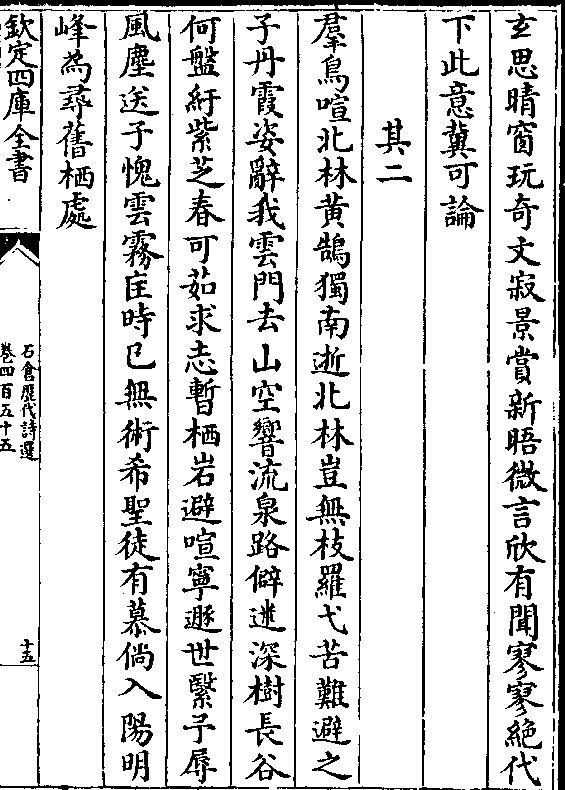 玄思晴窗玩奇文寂景賞新晤微言欣有聞寥寥絶代
下此意冀可論
其二
羣鳥喧北林黄鵠獨南逝北林豈無枝羅弋苦難避之
子丹霞姿辭我雲門去山空響流泉路僻迷深樹長谷
何盤紆紫芝春可茹求志暫栖岩避喧寧遯世繄予辱
風塵送子愧雲霧匡時已無術希聖徒有慕倘入陽明
峰為尋舊栖處
欽定四庫全書
石倉歷代詩選
卷四百五十五
十五